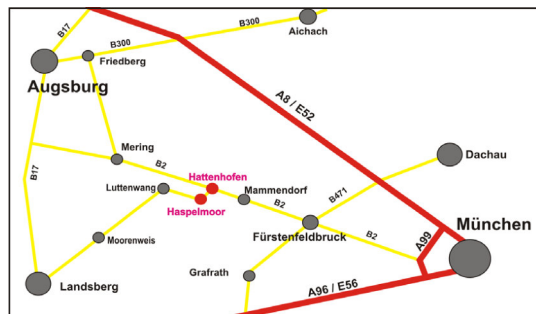 B17
B300
B300
Aichach
Friedberg
Augsburg
A8 / E52
Mering
B2
Hattenhofen
Dachau
B17
Luttenwang
Mammendorf
B471
Haspelmoor
B2
München
Moorenweis
Fürstenfeldbruck
B2
A99
Grafrath
Landsberg
A96 / E56